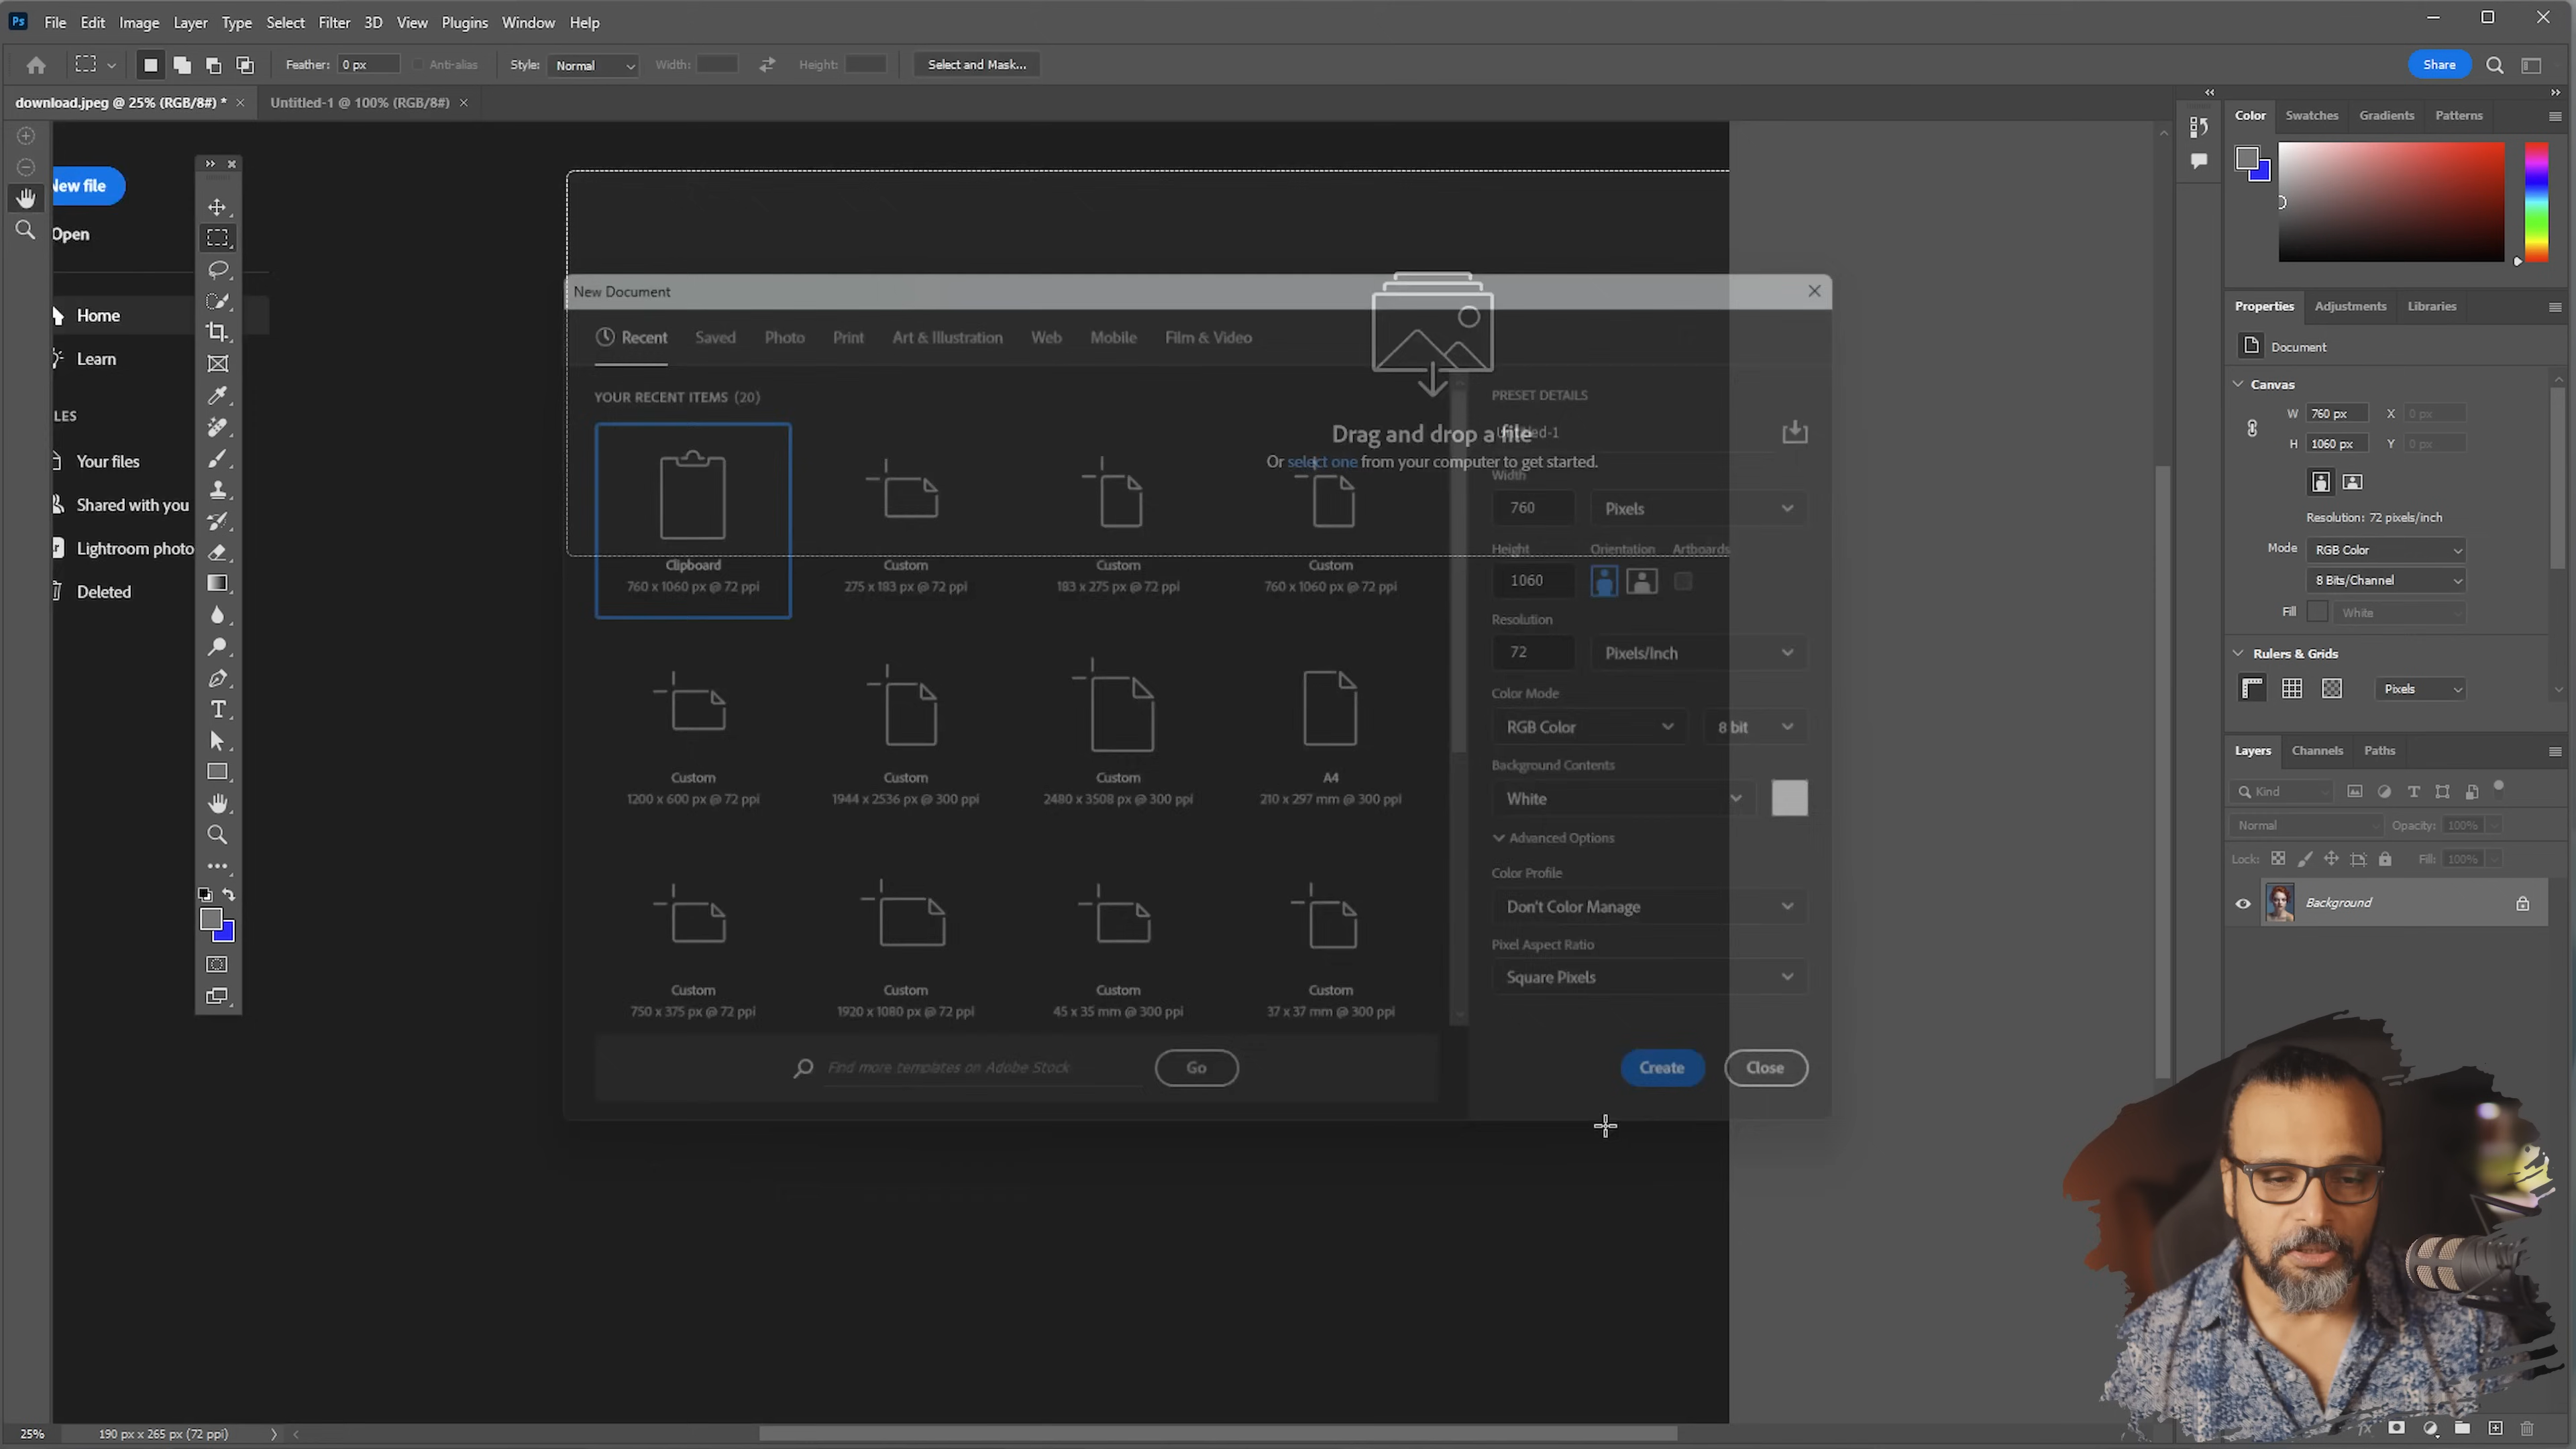 Ps File Edit Image Layer Type Select Filter 3D View Plugins Window Help
Feather: 0 px Anti-alias Style: Normal Width: Height: Select and Mask... Share
download.jpeg @ 25% (RGB/8#) * Untitled-1 @ 100% (RGB/8#)
New file
Open
Home
Learn
LES
Your files
Shared with you
Lightroom photo
Deleted
New Document
Recent Saved Photo Print Art & Illustration Web Mobile Film & Video
YOUR RECENT ITEMS (20)
Clipboard
760 x 1060 px @ 72 ppi
Custom
275 x 183 px @ 72 ppi
Custom
183 x 275 px @ 72 ppi
Custom
760 x 1060 px @ 72 ppi
Custom
1200 x 600 px @ 72 ppi
Custom
1944 x 2536 px @ 300 ppi
Custom
2480 x 3508 px @ 300 ppi
A4
210 x 297 mm @ 300 ppi
Custom
750 x 375 px @ 72 ppi
Custom
1920 x 1080 px @ 72 ppi
Custom
45 x 35 mm @ 300 ppi
Custom
37 x 37 mm @ 300 ppi
Find more templates on Adobe Stock Go
Drag and drop a file
Or select one from your computer to get started.
PRESET DETAILS
Untitled-1
Width
760 Pixels
Height Orientation Artboards
1060
Resolution
72 Pixels/Inch
Color Mode
RGB Color 8 bit
Background Contents
White
Advanced Options
Color Profile
Don't Color Manage
Pixel Aspect Ratio
Square Pixels
Create Close
Color Swatches Gradients Patterns
Properties Adjustments Libraries
Document
Canvas
W 760 px X 0 px
H 1060 px Y 0 px
Resolution: 72 pixels/inch
Mode RGB Color
8 Bits/Channel
Fill White
Rulers & Grids
Pixels
Layers Channels Paths
Kind
Normal Opacity: 100%
Lock: Fill: 100%
Background
fx
25% 190 px x 265 px (72 ppi)